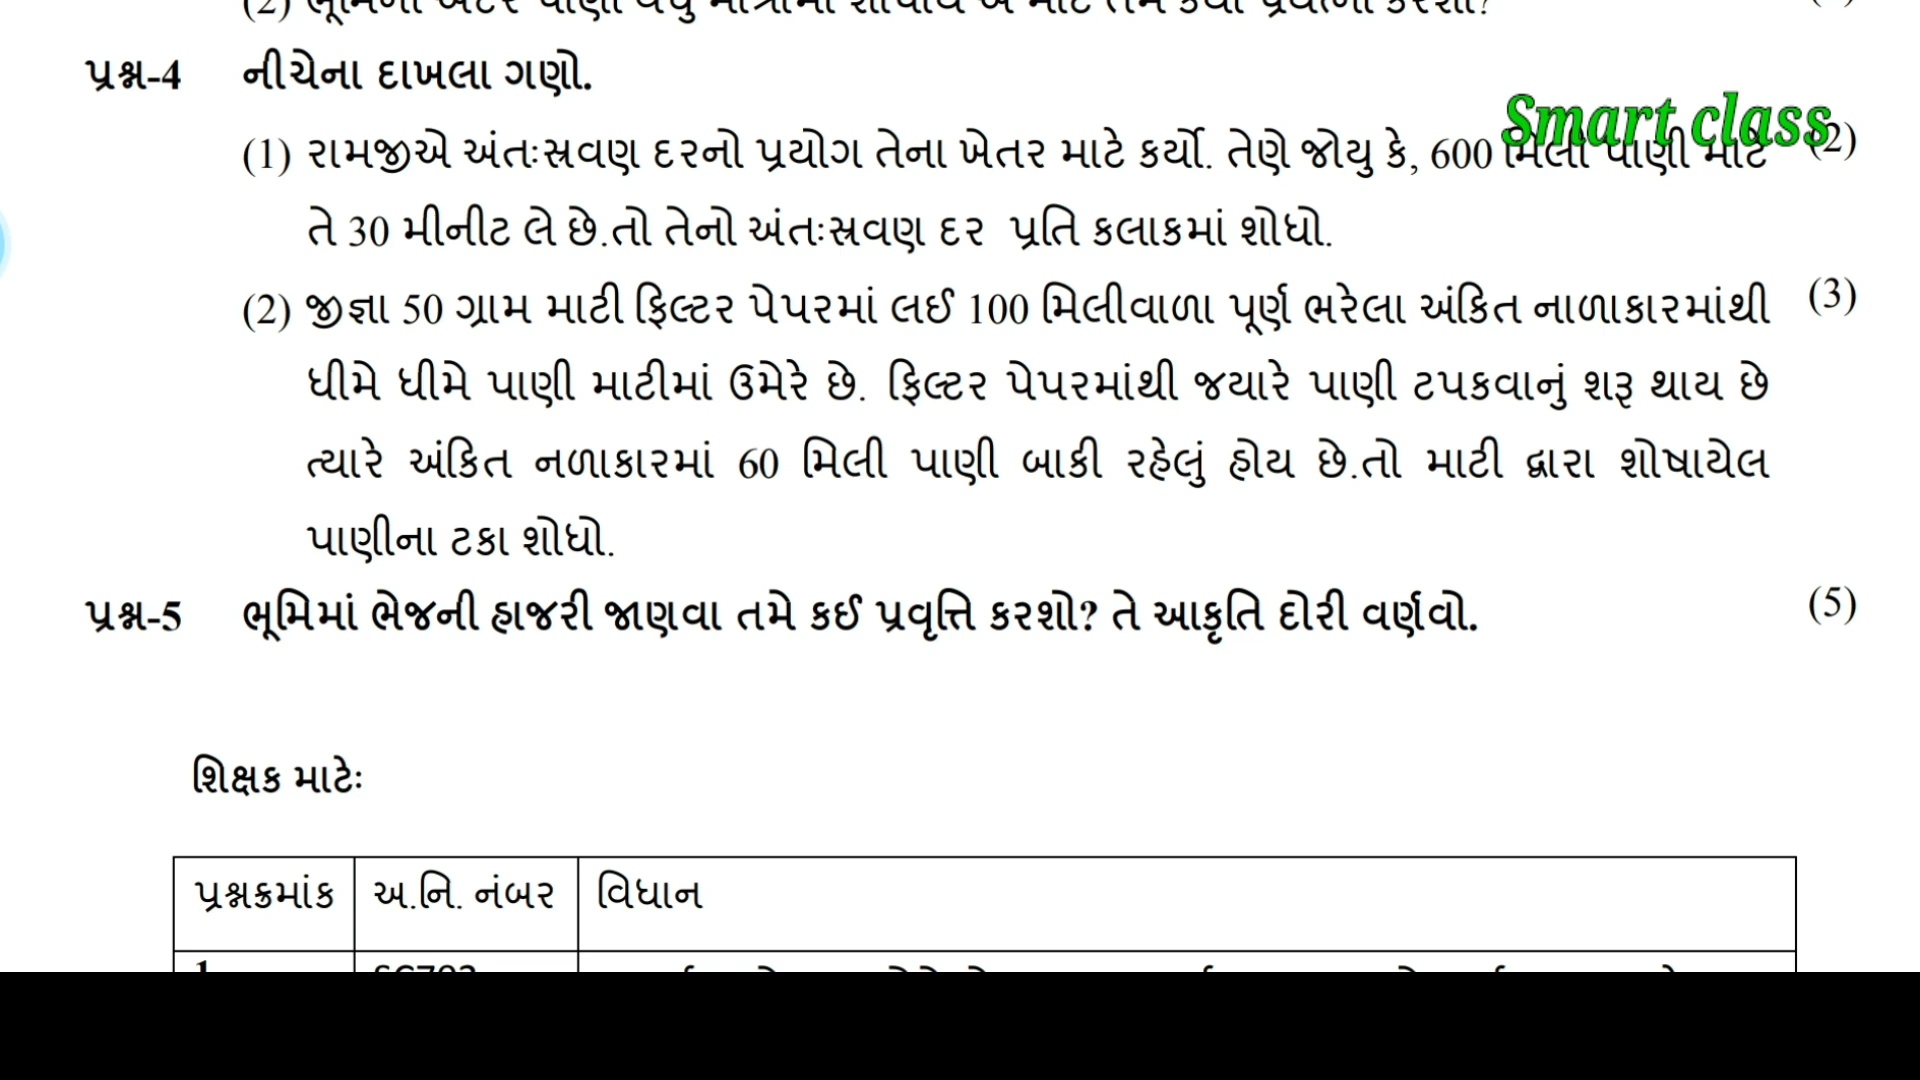 પ્રશ્ન-4 નીચેના દાખલા ગણો.
Smart class
(1) રામજીએ અંતઃસ્રવણ દરનો પ્રયોગ તેના ખેતર માટે કર્યો. તેણે જોયુ કે, 600 મિલી પાણી માટે (2)
તે 30 મીનીટ લે છે.તો તેનો અંતઃસ્રવણ દર પ્રતિ કલાકમાં શોધો.
(2) જીજ્ઞા 50 ગ્રામ માટી ફિલ્ટર પેપરમાં લઈ 100 મિલીવાળા પૂર્ણ ભરેલા અંકિત નાળાકારમાંથી (3)
ધીમે ધીમે પાણી માટીમાં ઉમેરે છે. ફિલ્ટર પેપરમાંથી જયારે પાણી ટપકવાનું શરૂ થાય છે
ત્યારે અંકિત નળાકારમાં 60 મિલી પાણી બાકી રહેલું હોય છે.તો માટી દ્વારા શોષાયેલ
પાણીના ટકા શોધો.
પ્રશ્ન-5 ભૂમિમાં ભેજની હાજરી જાણવા તમે કઈ પ્રવૃત્તિ કરશો? તે આકૃતિ દોરી વર્ણવો. (5)
શિક્ષક માટેઃ
પ્રશ્નક્રમાંક અ.નિ. નંબર વિધાન